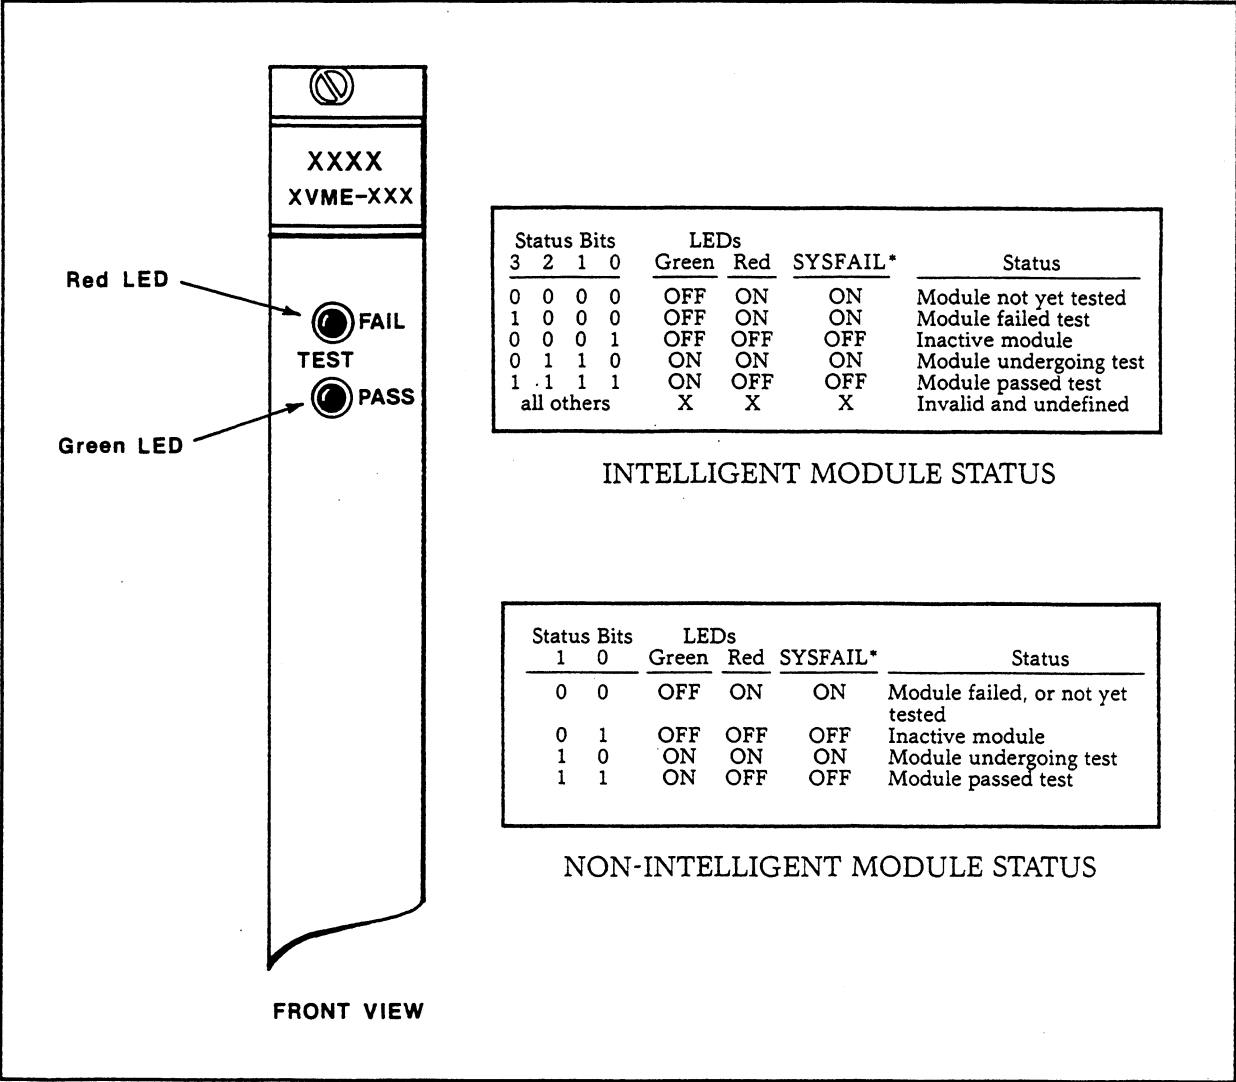 XXXX
XVME-XXX
Red LED
FAIL
TEST
PASS
Green LED
FRONT VIEW
Status Bits LEDs
3 2 1 0 Green Red SYSFAIL* Status
0 0 0 0 OFF ON ON Module not yet tested
1 0 0 0 OFF ON ON Module failed test
0 0 0 1 OFF OFF OFF Inactive module
0 1 1 0 ON ON ON Module undergoing test
1 1 1 1 ON OFF OFF Module passed test
all others X X X Invalid and undefined
INTELLIGENT MODULE STATUS
Status Bits LEDs
1 0 Green Red SYSFAIL* Status
0 0 OFF ON ON Module failed, or not yet
tested
0 1 OFF OFF OFF Inactive module
1 0 ON ON ON Module undergoing test
1 1 ON OFF OFF Module passed test
NON-INTELLIGENT MODULE STATUS